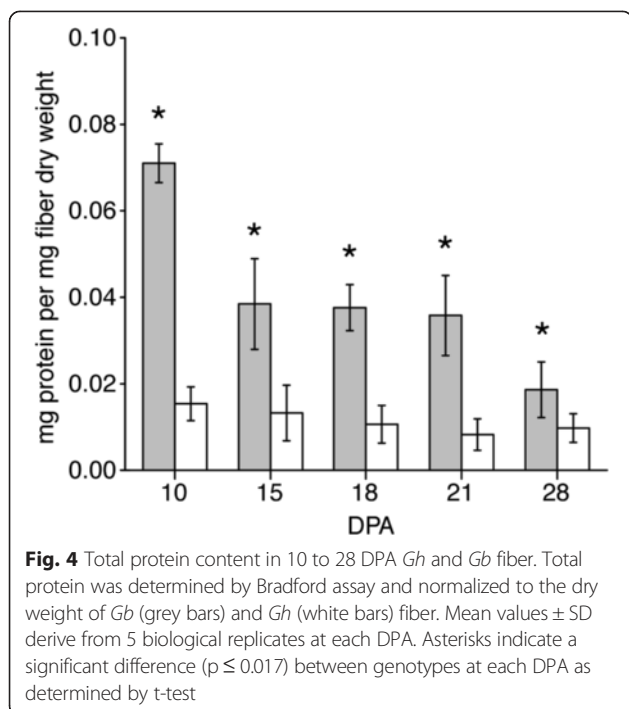 mg protein per mg fiber dry weight
0.10
0.08
0.06
0.04
0.02
0.00
*
*
*
*
*
10 15 18 21 28
DPA
Fig. 4 Total protein content in 10 to 28 DPA Gh and Gb fiber. Total
protein was determined by Bradford assay and normalized to the dry
weight of Gb (grey bars) and Gh (white bars) fiber. Mean values ± SD
derive from 5 biological replicates at each DPA. Asterisks indicate a
significant difference (p ≤ 0.017) between genotypes at each DPA as
determined by t-test